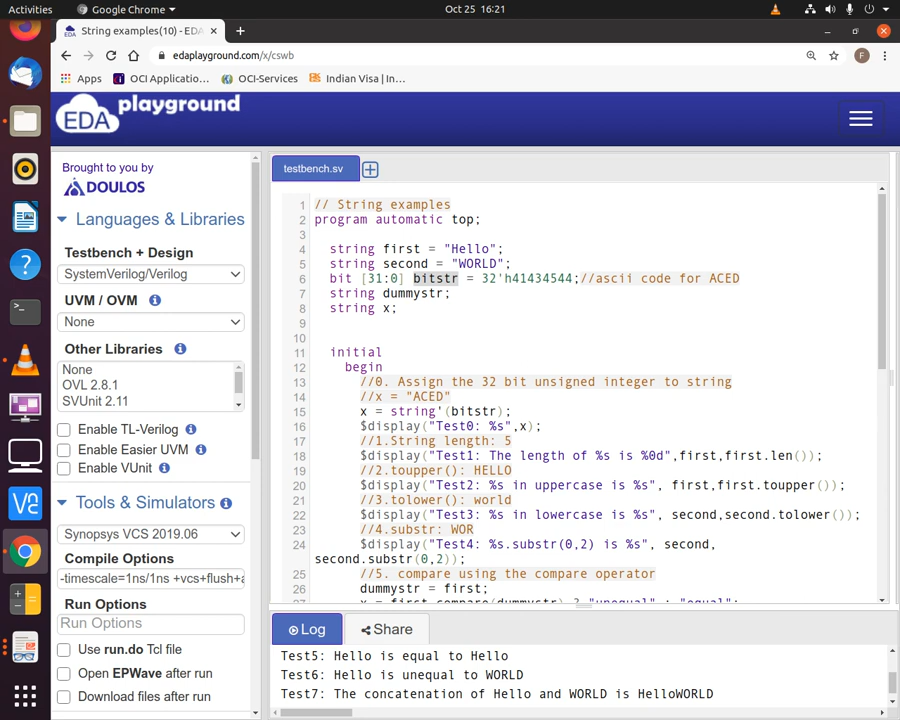 Activities
Google Chrome
Oct 25 16:21
String examples(10) - EDA
edaplayground.com/x/cswb
F
Apps
OCI Applicatio...
OCI-Services
Indian Visa | In...
EDA playground
Brought to you by
DOULOS
Languages & Libraries
Testbench + Design
SystemVerilog/Verilog
UVM / OVM
None
Other Libraries
None
OVL 2.8.1
SVUnit 2.11
Enable TL-Verilog
Enable Easier UVM
Enable VUnit
Tools & Simulators
Synopsys VCS 2019.06
Compile Options
-timescale=1ns/1ns +vcs+flush+a
Run Options
Run Options
Use run.do Tcl file
Open EPWave after run
Download files after run
testbench.sv
1 // String examples
2 program automatic top;
3
4 string first = "Hello";
5 string second = "WORLD";
6 bit [31:0] bitstr = 32'h41434544;//ascii code for ACED
7 string dummystr;
8 string x;
9
10
11 initial
12 begin
13 //0. Assign the 32 bit unsigned integer to string
14 //x = "ACED"
15 x = string'(bitstr);
16 $display("Test0: %s",x);
17 //1.String length: 5
18 $display("Test1: The length of %s is %0d",first,first.len());
19 //2.toupper(): HELLO
20 $display("Test2: %s in uppercase is %s", first,first.toupper());
21 //3.tolower(): world
22 $display("Test3: %s in lowercase is %s", second,second.tolower());
23 //4.substr: WOR
24 $display("Test4: %s.substr(0,2) is %s", second,
second.substr(0,2));
25 //5. compare using the compare operator
26 dummystr = first;
27 x = first.compare(dummystr) ? "unequal" : "equal";
Log
Share
Test5: Hello is equal to Hello
Test6: Hello is unequal to WORLD
Test7: The concatenation of Hello and WORLD is HelloWORLD